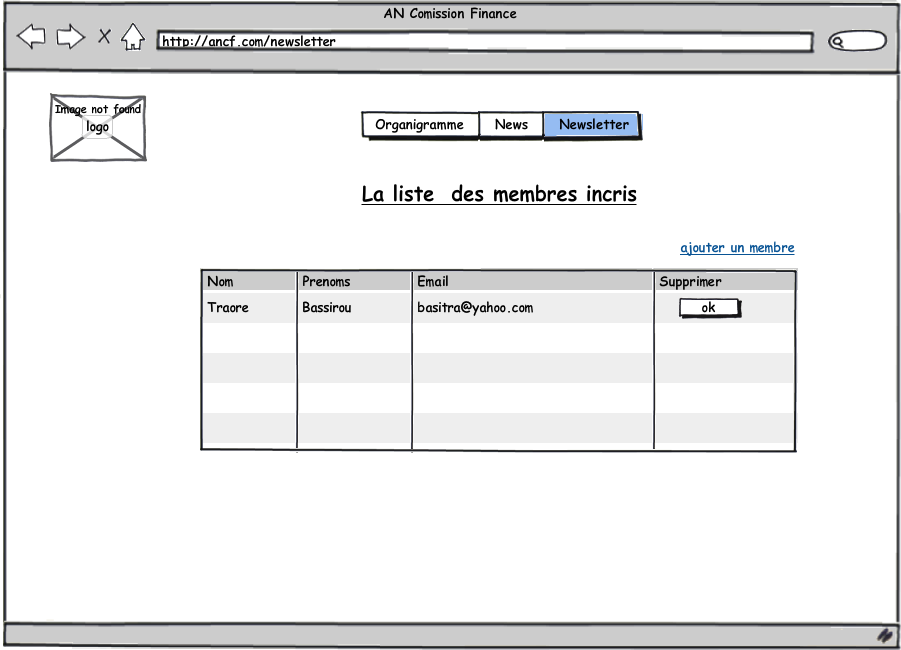 AN Comission Finance
http://ancf.com/newsletter
Image not found
logo
Organigramme News Newsletter
La liste des membres incris
ajouter un membre
Nom Prenoms Email Supprimer
Traore Bassirou basitra@yahoo.com ok